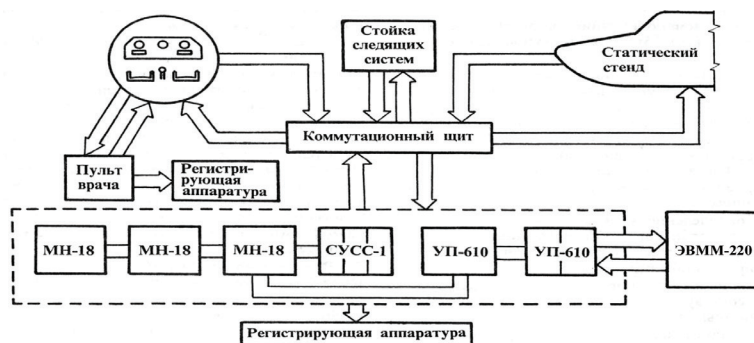 Стойка
следящих
систем
Статический
стенд
Коммутационный щит
Пульт
врача
Регистри-
рующая
аппаратура
МН-18
МН-18
МН-18
СУСС-1
УП-610
УП-610
ЭВММ-220
Регистрирующая аппаратура